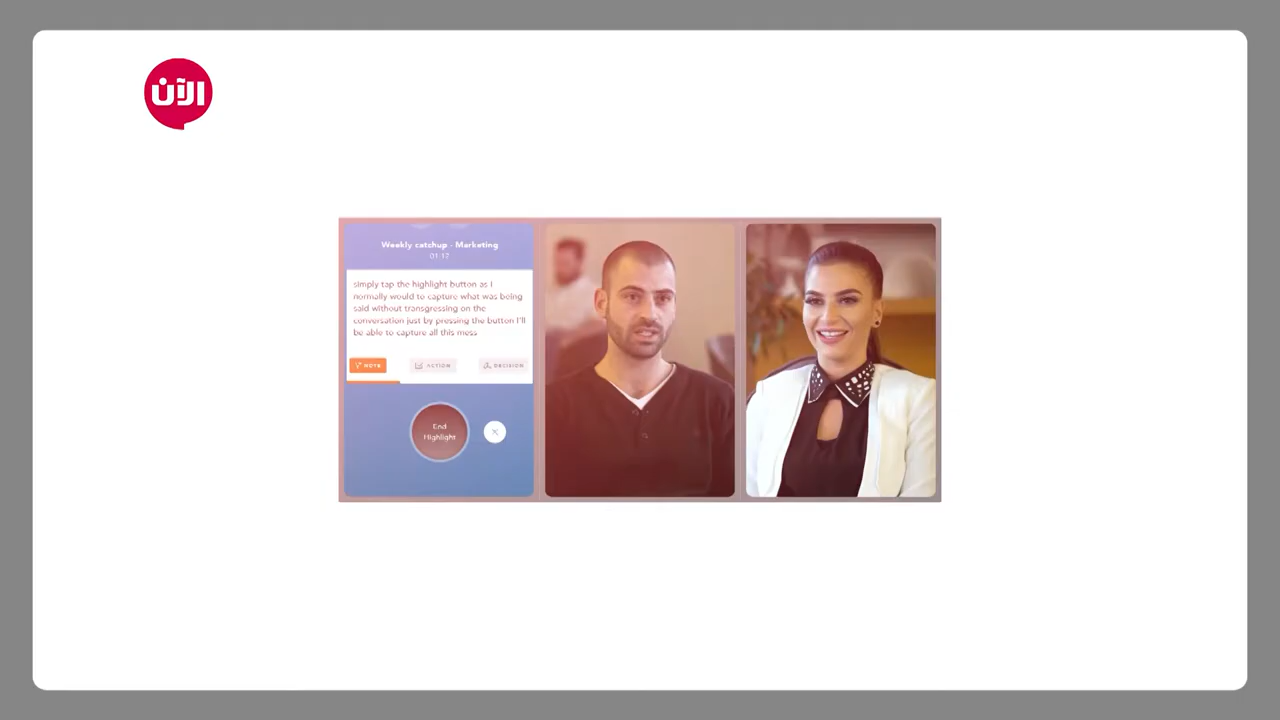 الآن
Weekly catchup - Marketing
01:17
simply tap the highlight button as I
normally would to capture what was being
said without transgressing on the
conversation just by pressing the button I'll
be able to capture all this mess
NOTE
ACTION
DECISION
End
Highlight